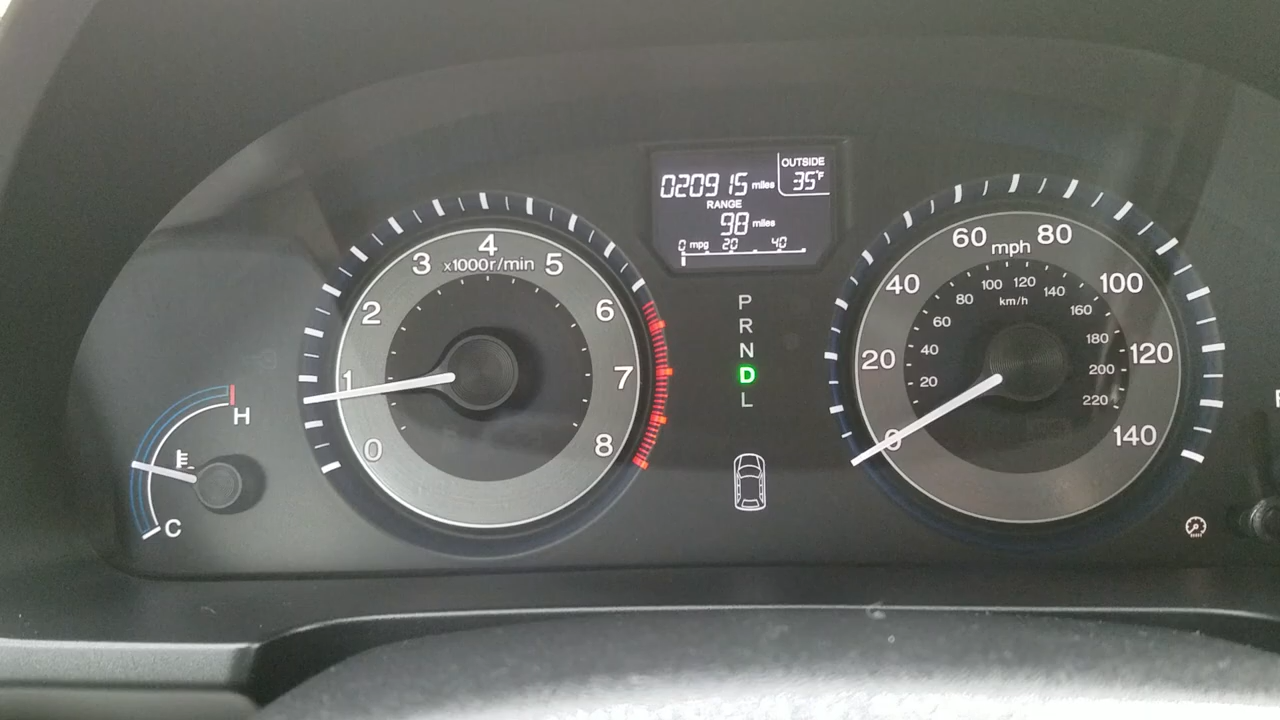 OUTSIDE
020915 miles 35°F
RANGE
98 miles
0 mpg 20 40
0 1 2 3 4 5 6 7 8
x1000r/min
P
R
N
D
L
0 20 40 60 80 100 120 140
mph
20 40 60 80 100 120 140 160 180 200 220
km/h
H
C